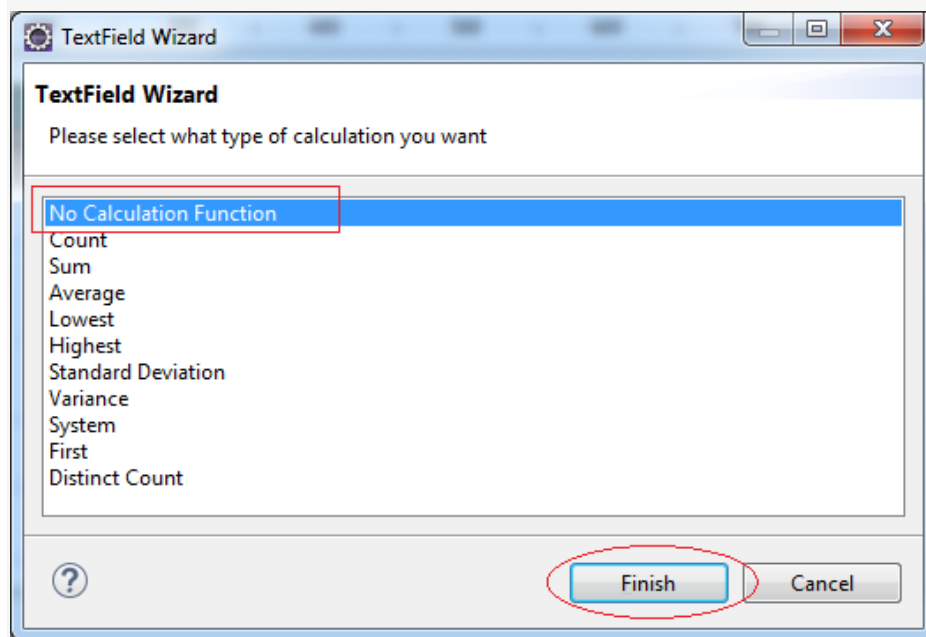 TextField Wizard
TextField Wizard
Please select what type of calculation you want
No Calculation Function
Count
Sum
Average
Lowest
Highest
Standard Deviation
Variance
System
First
Distinct Count
?
Finish
Cancel